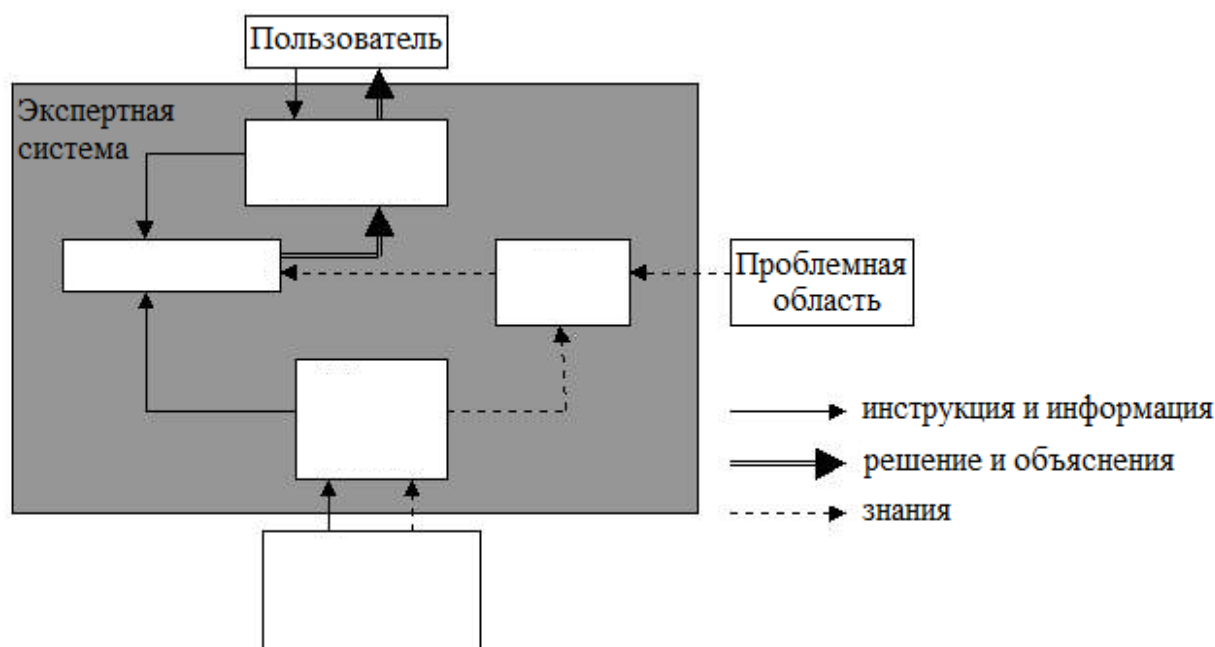 Пользователь
Экспертная
система
Проблемная
область
инструкция и информация
решение и объяснения
знания